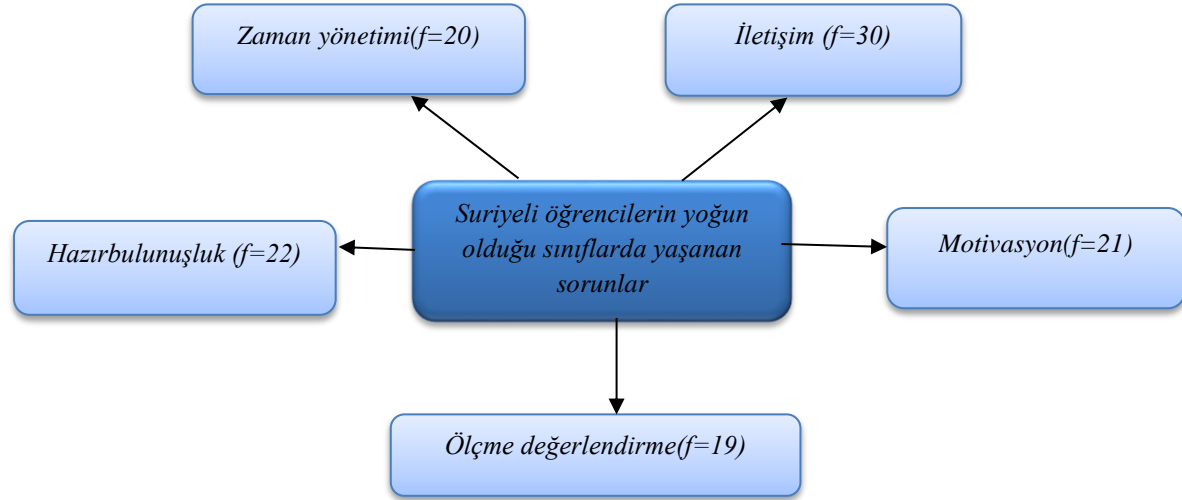 Zaman yönetimi(f=20)
İletişim (f=30)
Suriyeli öğrencilerin yoğun
olduğu sınıflarda yaşanan
sorunlar
Hazırbulunuşluk (f=22)
Motivasyon(f=21)
Ölçme değerlendirme(f=19)